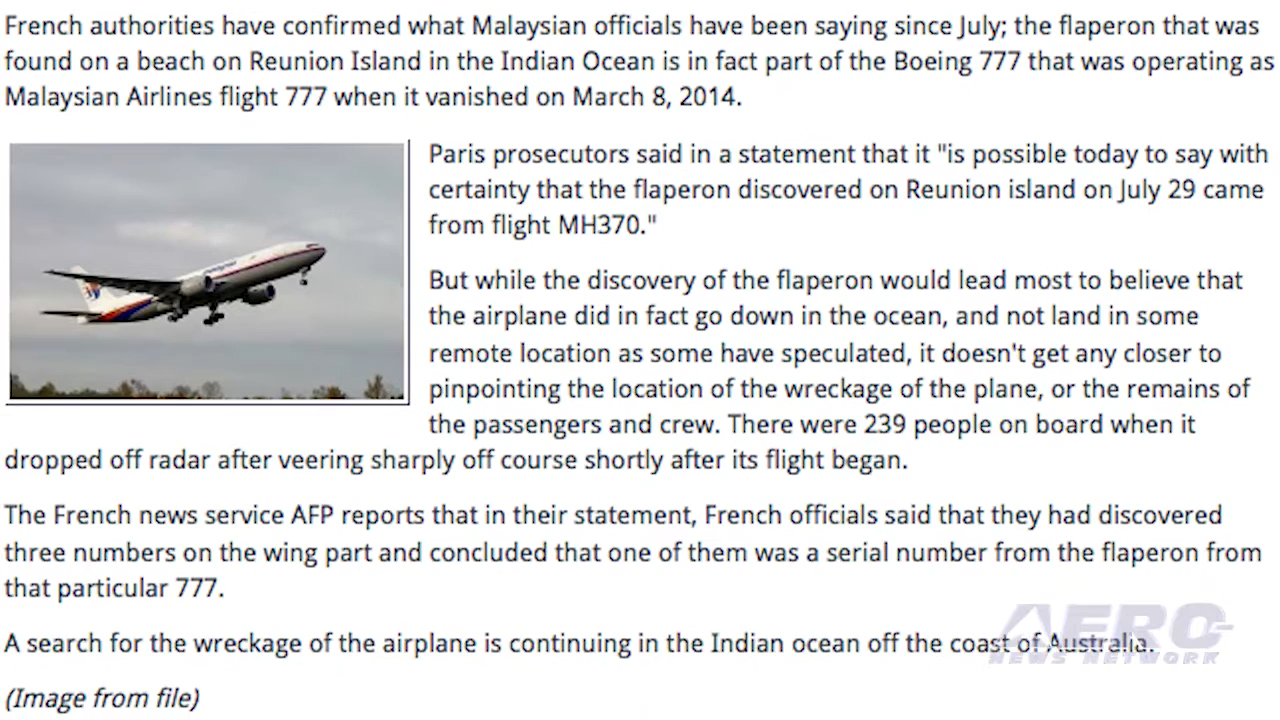 French authorities have confirmed what Malaysian officials have been saying since July; the flaperon that was
found on a beach on Reunion Island in the Indian Ocean is in fact part of the Boeing 777 that was operating as
Malaysian Airlines flight 777 when it vanished on March 8, 2014.
Paris prosecutors said in a statement that it "is possible today to say with
certainty that the flaperon discovered on Reunion island on July 29 came
from flight MH370."
But while the discovery of the flaperon would lead most to believe that
the airplane did in fact go down in the ocean, and not land in some
remote location as some have speculated, it doesn't get any closer to
pinpointing the location of the wreckage of the plane, or the remains of
the passengers and crew. There were 239 people on board when it
dropped off radar after veering sharply off course shortly after its flight began.
The French news service AFP reports that in their statement, French officials said that they had discovered
three numbers on the wing part and concluded that one of them was a serial number from the flaperon from
that particular 777.
A search for the wreckage of the airplane is continuing in the Indian ocean off the coast of Australia.
(Image from file)
AERO
NEWS NETWORK